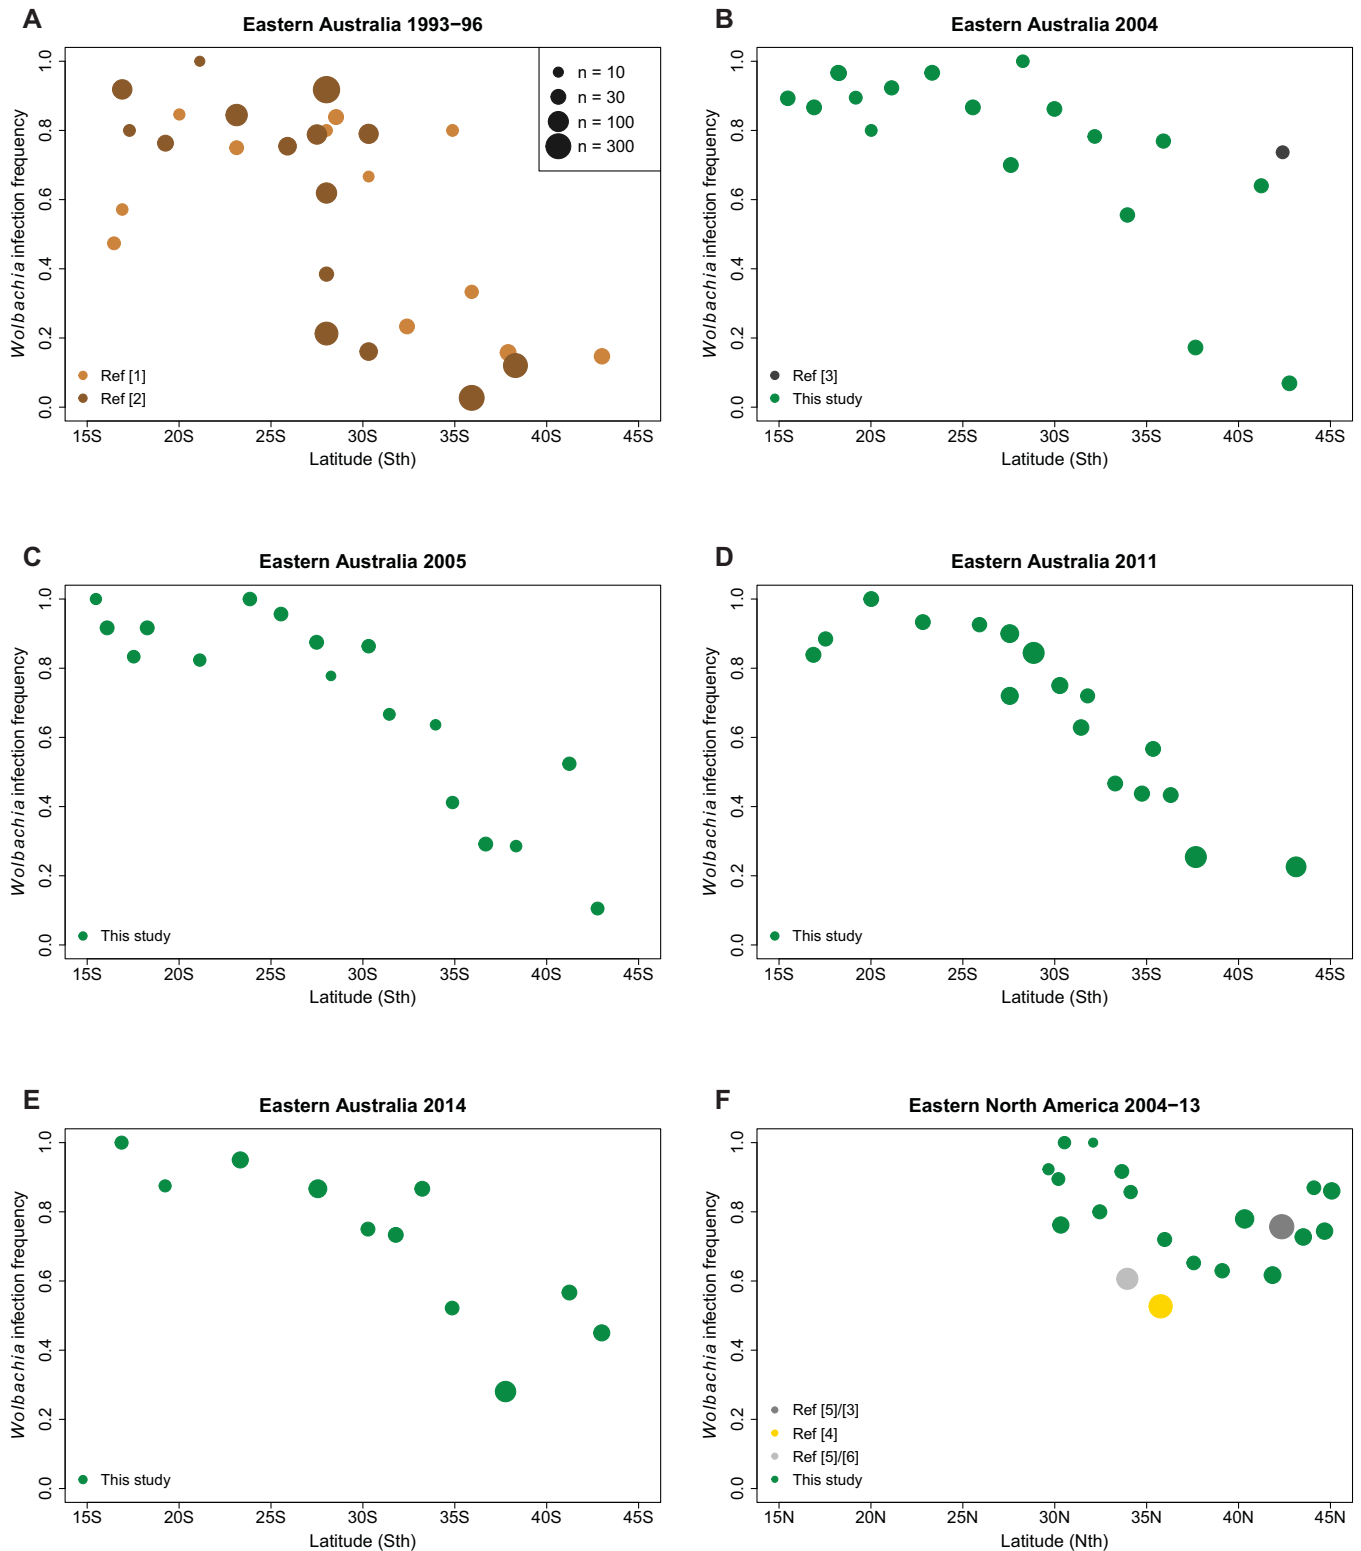 A
Eastern Australia 1993−96
Wolbachia infection frequency
1.0
0.8
0.6
0.4
0.2
0.0
n = 10
n = 30
n = 100
n = 300
Ref [1]
Ref [2]
15S 20S 25S 30S 35S 40S 45S
Latitude (Sth)
B
Eastern Australia 2004
Wolbachia infection frequency
1.0
0.8
0.6
0.4
0.2
0.0
Ref [3]
This study
15S 20S 25S 30S 35S 40S 45S
Latitude (Sth)
C
Eastern Australia 2005
Wolbachia infection frequency
1.0
0.8
0.6
0.4
0.2
0.0
This study
15S 20S 25S 30S 35S 40S 45S
Latitude (Sth)
D
Eastern Australia 2011
Wolbachia infection frequency
1.0
0.8
0.6
0.4
0.2
0.0
This study
15S 20S 25S 30S 35S 40S 45S
Latitude (Sth)
E
Eastern Australia 2014
Wolbachia infection frequency
1.0
0.8
0.6
0.4
0.2
0.0
This study
15S 20S 25S 30S 35S 40S 45S
Latitude (Sth)
F
Eastern North America 2004−13
Wolbachia infection frequency
1.0
0.8
0.6
0.4
0.2
0.0
Ref [5]/[3]
Ref [4]
Ref [5]/[6]
This study
15N 20N 25N 30N 35N 40N 45N
Latitude (Nth)